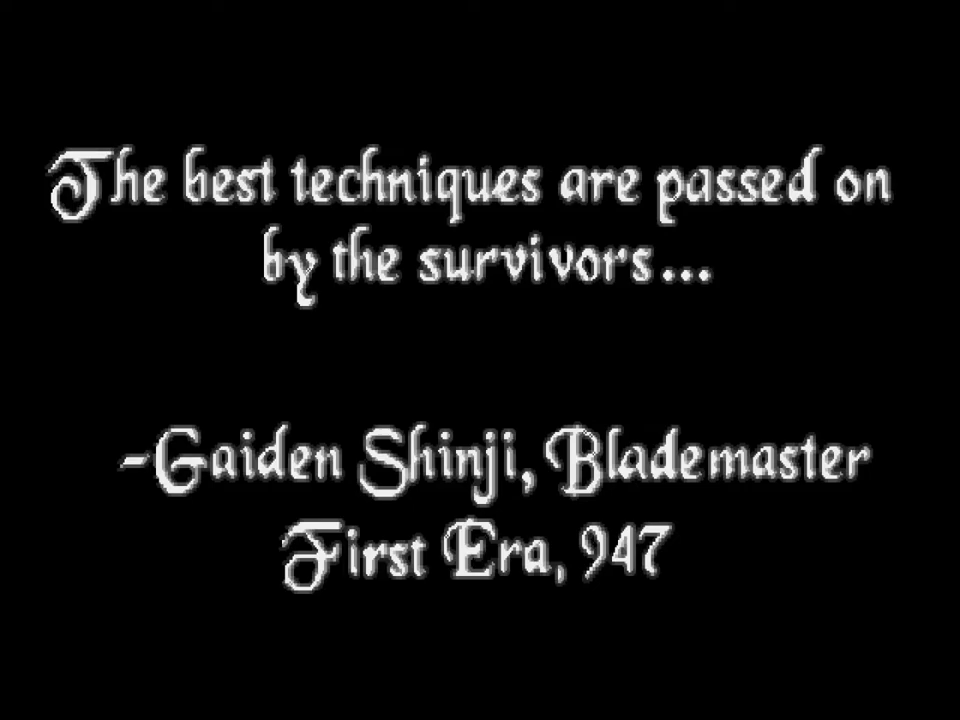 The best techniques are passed on
by the survivors...
-Gaiden Shinji, Blademaster
First Era, 947